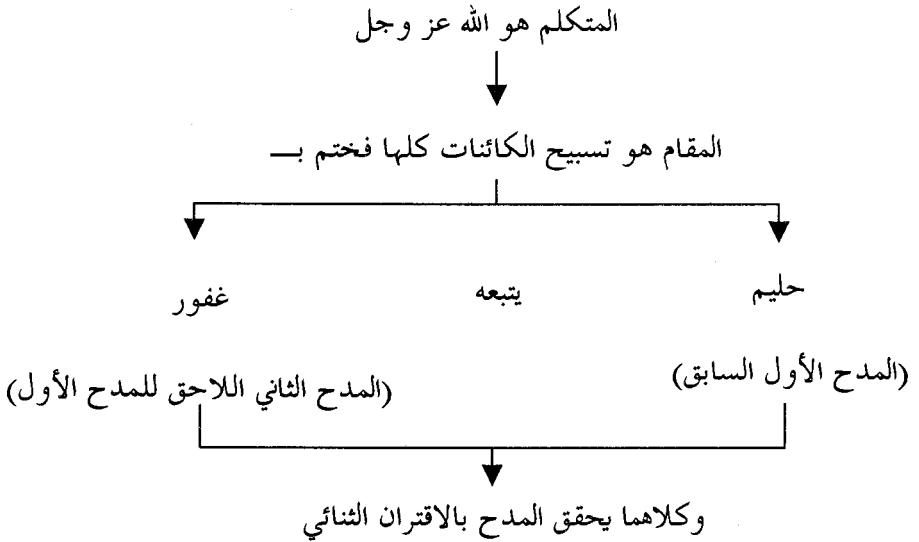 المتكلم هو الله عز وجل
المقام هو تسبيح الكائنات كلها فختم بـــ
حليم يتبعه غفور
(المدح الأول السابق) (المدح الثاني اللاحق للمدح الأول)
وكلاهما يحقق المدح بالاقتران الثنائي